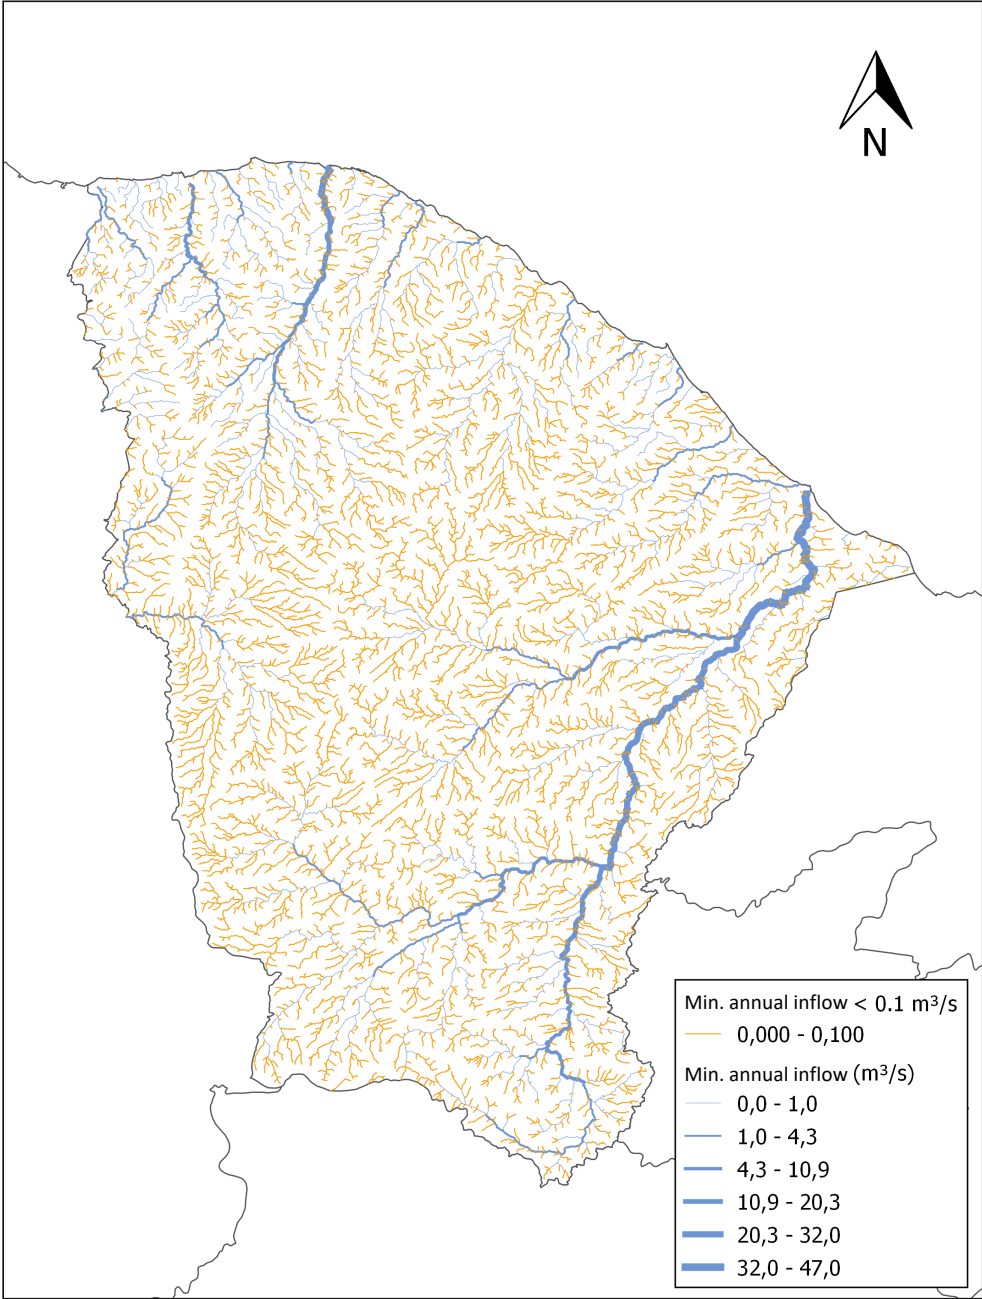 N
Min. annual inflow < 0.1 m³/s
0,000 - 0,100
Min. annual inflow (m³/s)
0,0 - 1,0
1,0 - 4,3
4,3 - 10,9
10,9 - 20,3
20,3 - 32,0
32,0 - 47,0